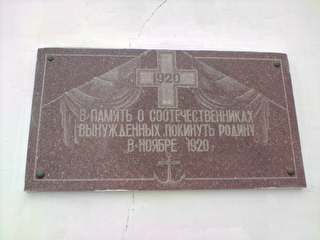 1920
В ПАМЯТЬ О СООТЕЧЕСТВЕННИКАХ
ВЫНУЖДЕННЫХ ПОКИНУТЬ РОДИНУ
В НОЯБРЕ 1920 г